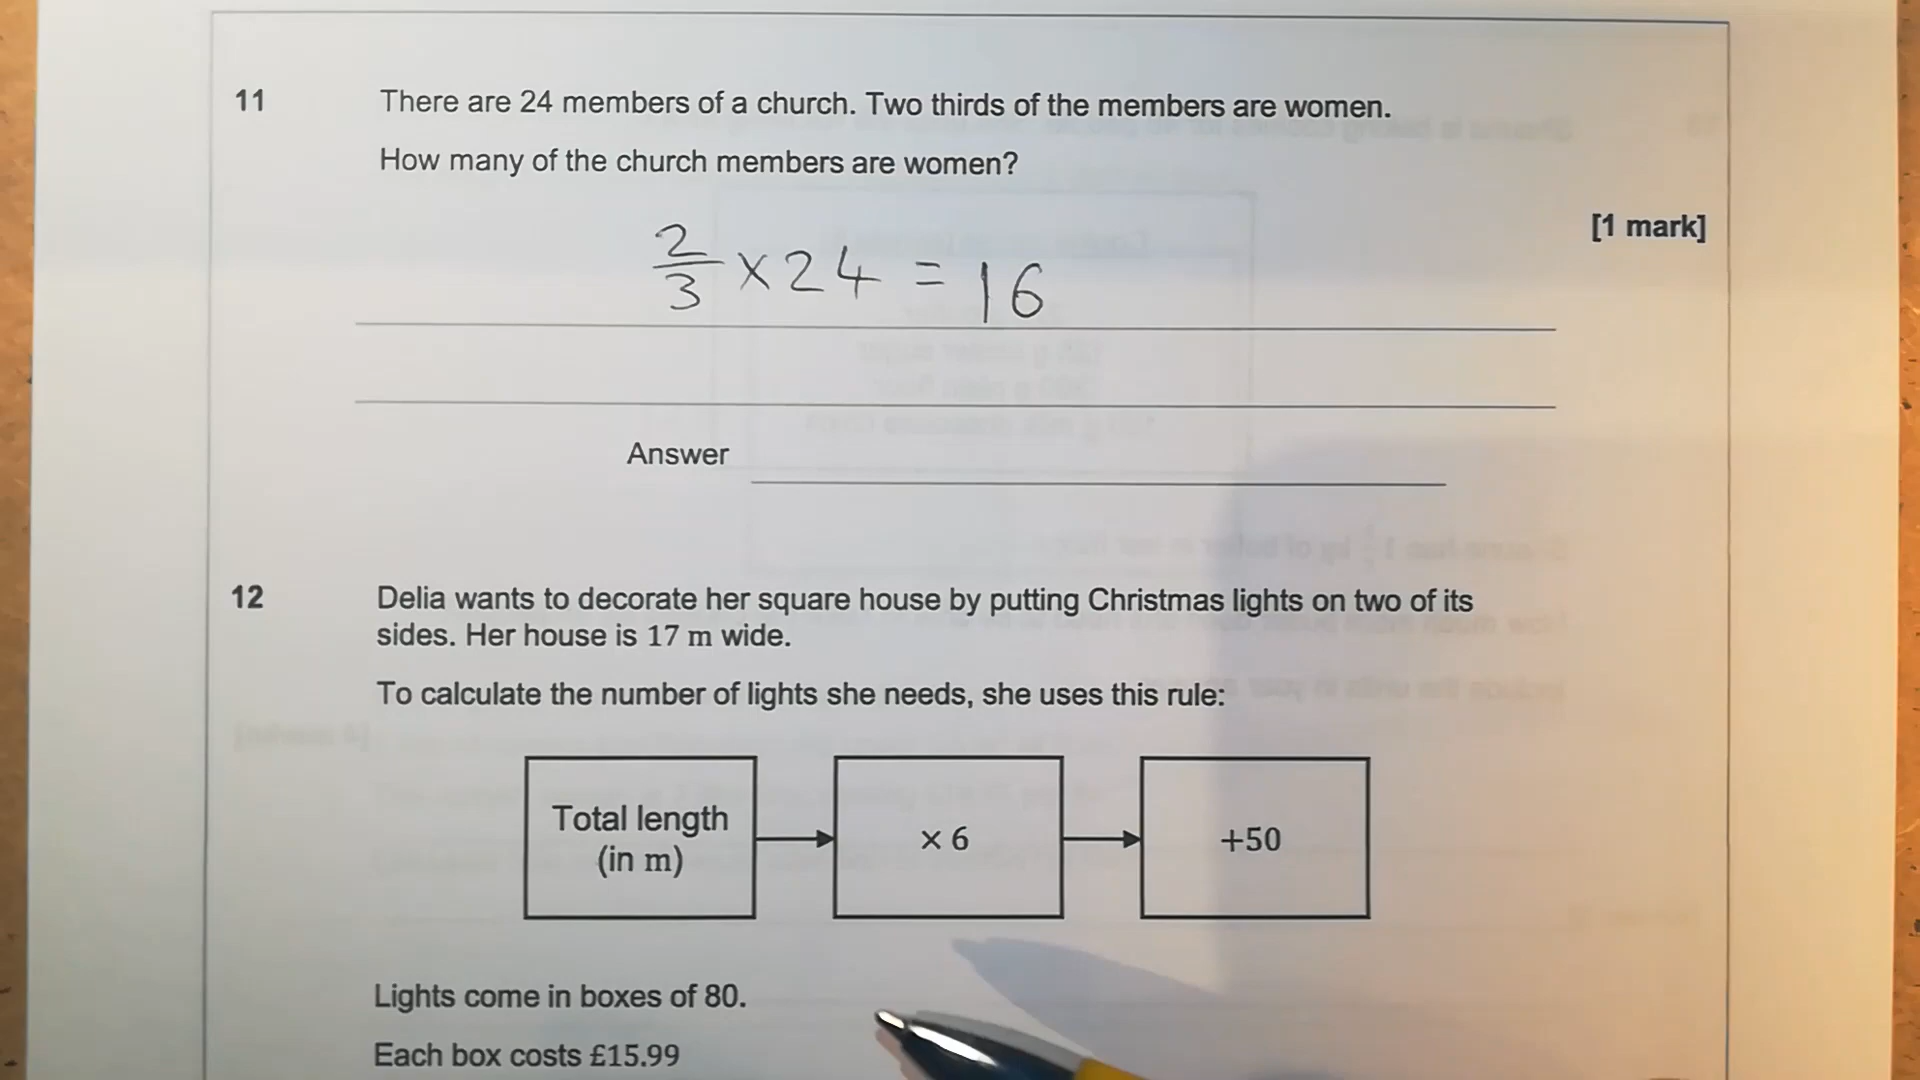 11 There are 24 members of a church. Two thirds of the members are women.
How many of the church members are women?
[1 mark]
2/3 × 24 = 16
Answer
12 Delia wants to decorate her square house by putting Christmas lights on two of its
sides. Her house is 17 m wide.
To calculate the number of lights she needs, she uses this rule:
Total length
(in m)
× 6
+50
Lights come in boxes of 80.
Each box costs £15.99